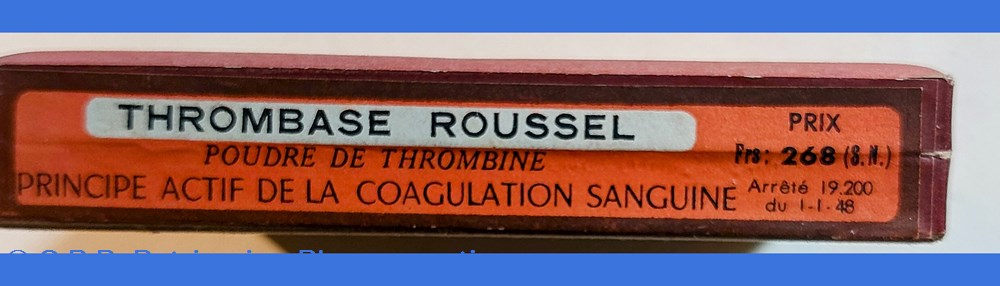 THROMBASE ROUSSEL
POUDRE DE THROMBINE
PRINCIPE ACTIF DE LA COAGULATION SANGUINE
PRIX
Frs: 268 (S.N.)
Arrêté 19.200
du 1-1-48